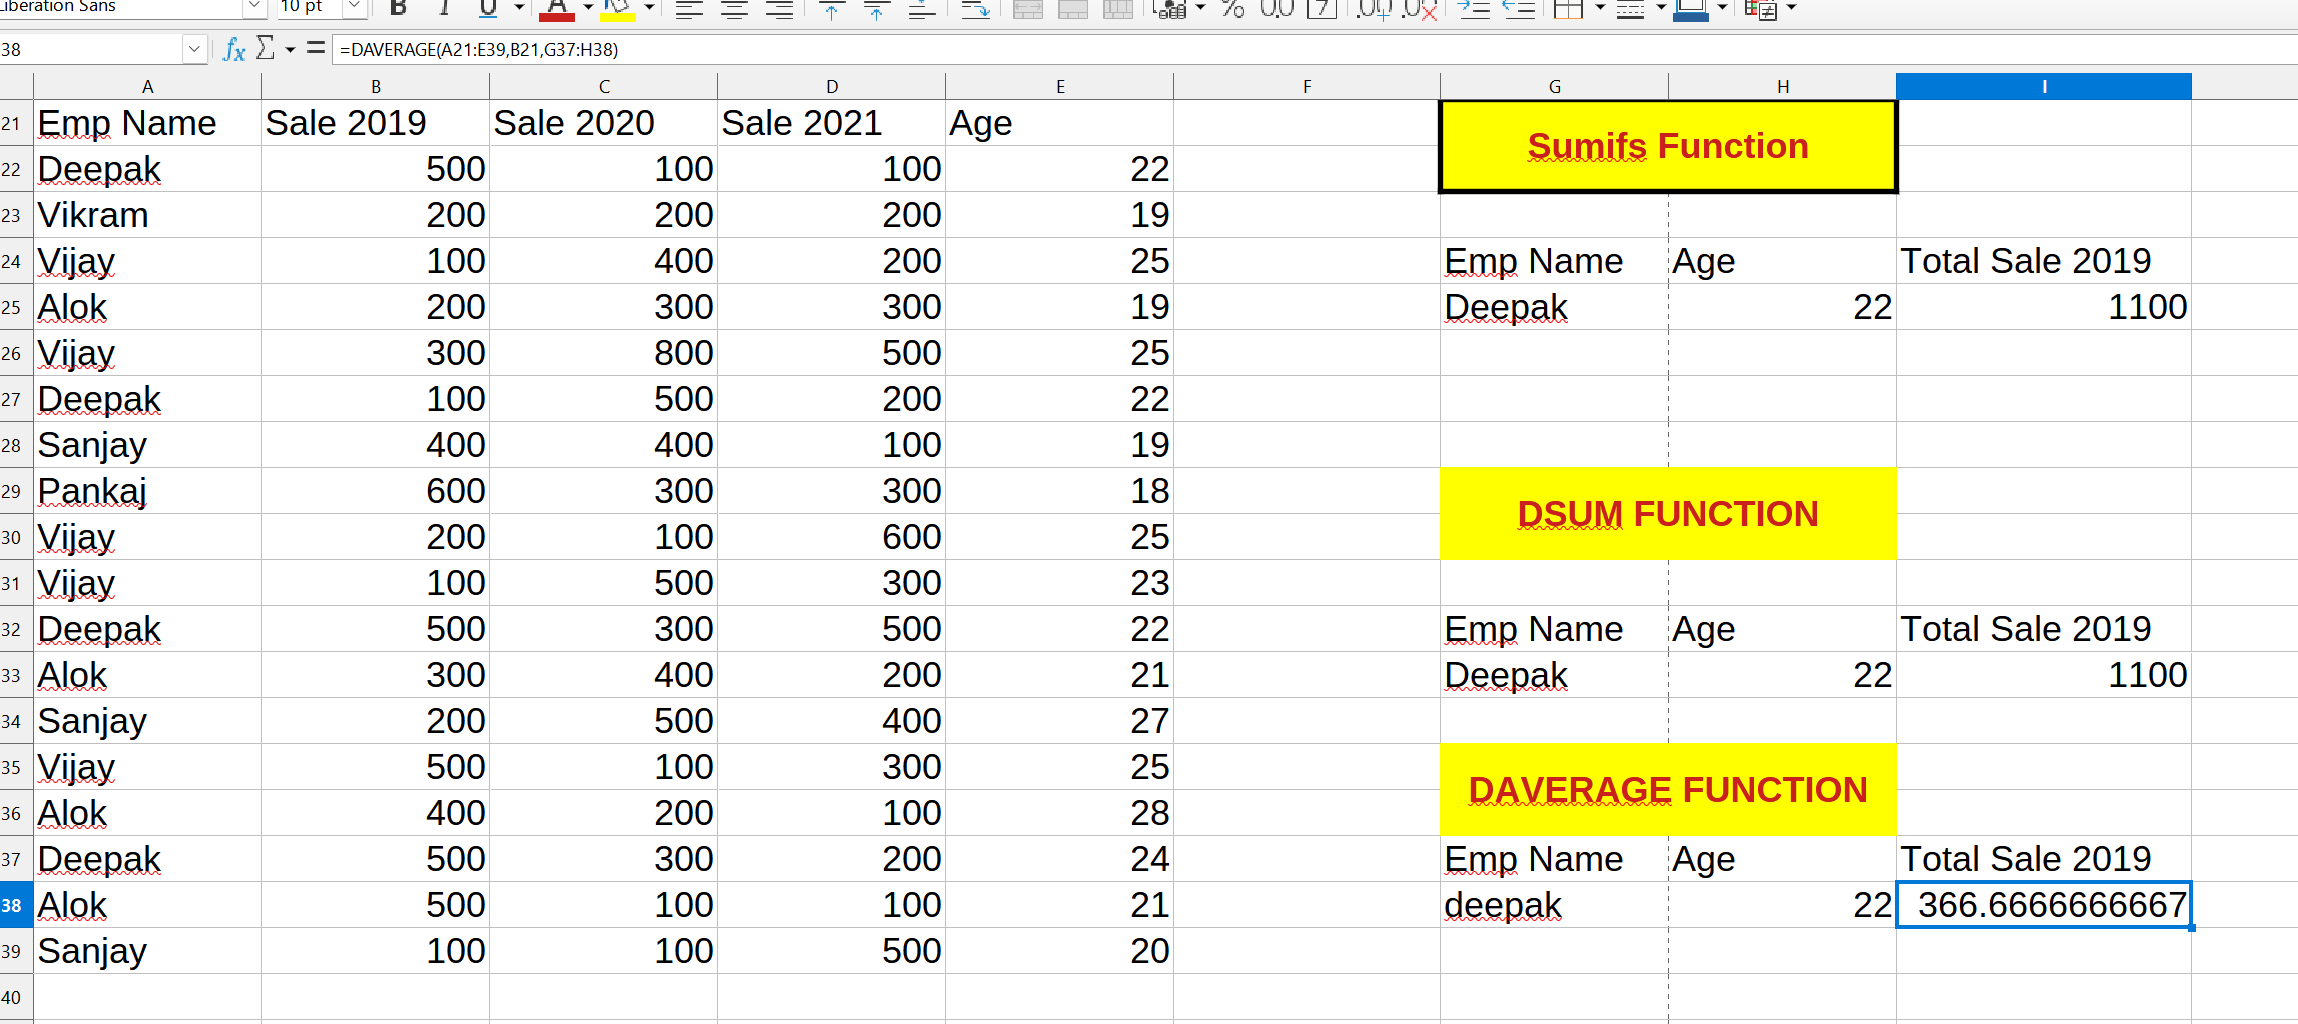 Liberation Sans 10 pt B I U A % 0.0 7 .00 .00
38 fx Σ = =DAVERAGE(A21:E39,B21,G37:H38)
A B C D E F G H I
21 Emp Name Sale 2019 Sale 2020 Sale 2021 Age Sumifs Function
22 Deepak 500 100 100 22
23 Vikram 200 200 200 19
24 Vijay 100 400 200 25 Emp Name Age Total Sale 2019
25 Alok 200 300 300 19 Deepak 22 1100
26 Vijay 300 800 500 25
27 Deepak 100 500 200 22
28 Sanjay 400 400 100 19
29 Pankaj 600 300 300 18 DSUM FUNCTION
30 Vijay 200 100 600 25
31 Vijay 100 500 300 23
32 Deepak 500 300 500 22 Emp Name Age Total Sale 2019
33 Alok 300 400 200 21 Deepak 22 1100
34 Sanjay 200 500 400 27
35 Vijay 500 100 300 25 DAVERAGE FUNCTION
36 Alok 400 200 100 28
37 Deepak 500 300 200 24 Emp Name Age Total Sale 2019
38 Alok 500 100 100 21 deepak 22 366.6666666667
39 Sanjay 100 100 500 20
40